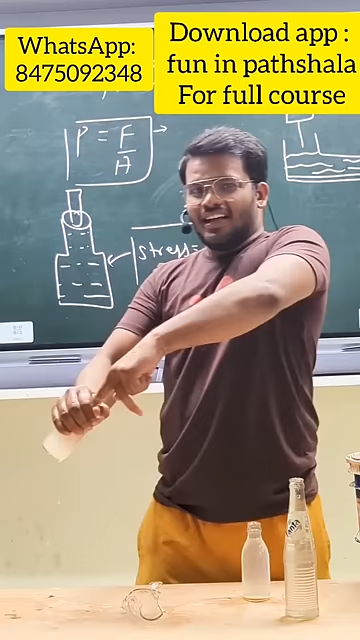 WhatsApp:
8475092348
Download app :
fun in pathshala
For full course
P = F
A
Stress=